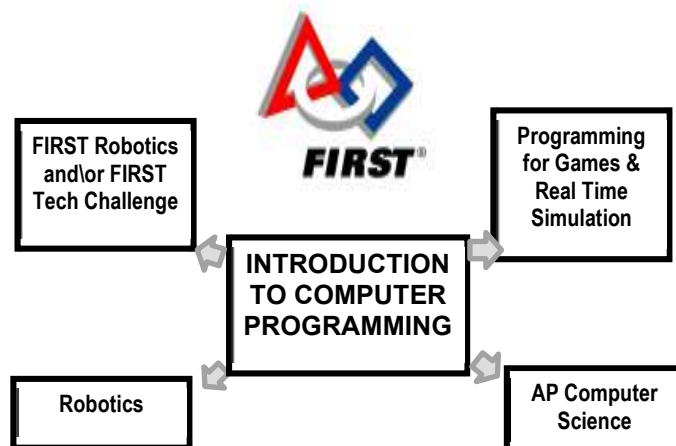 FIRST®
FIRST Robotics
and\or FIRST
Tech Challenge
Programming
for Games &
Real Time
Simulation
INTRODUCTION
TO COMPUTER
PROGRAMMING
Robotics
AP Computer
Science